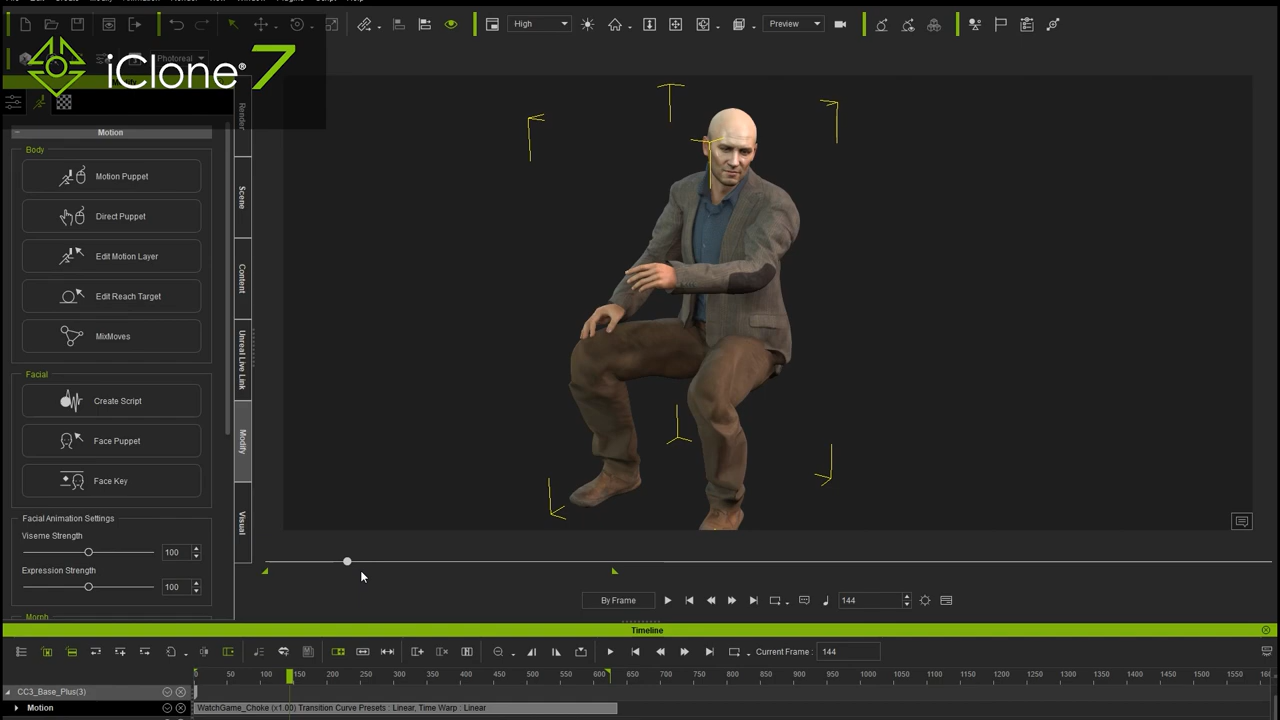 High
Preview
Photoreal
iClone® 7
Render
Motion
Body
Motion Puppet
Direct Puppet
Edit Motion Layer
Edit Reach Target
MixMoves
Facial
Create Script
Face Puppet
Face Key
Facial Animation Settings
Viseme Strength
100
Expression Strength
100
Morph
Scene
Content
Unreal Live Link
Modify
Visual
By Frame
144
Timeline
Current Frame :
144
0 50 100 150 200 250 300 350 400 450 500 550 600 650 700 750 800 850 900 950 1000 1050 1100 1150 1200 1250 1300 1350 1400 1450 1500 1550
CC3_Base_Plus(3)
Motion
WatchGame_Choke (x1.00) Transition Curve Presets : Linear, Time Warp : Linear